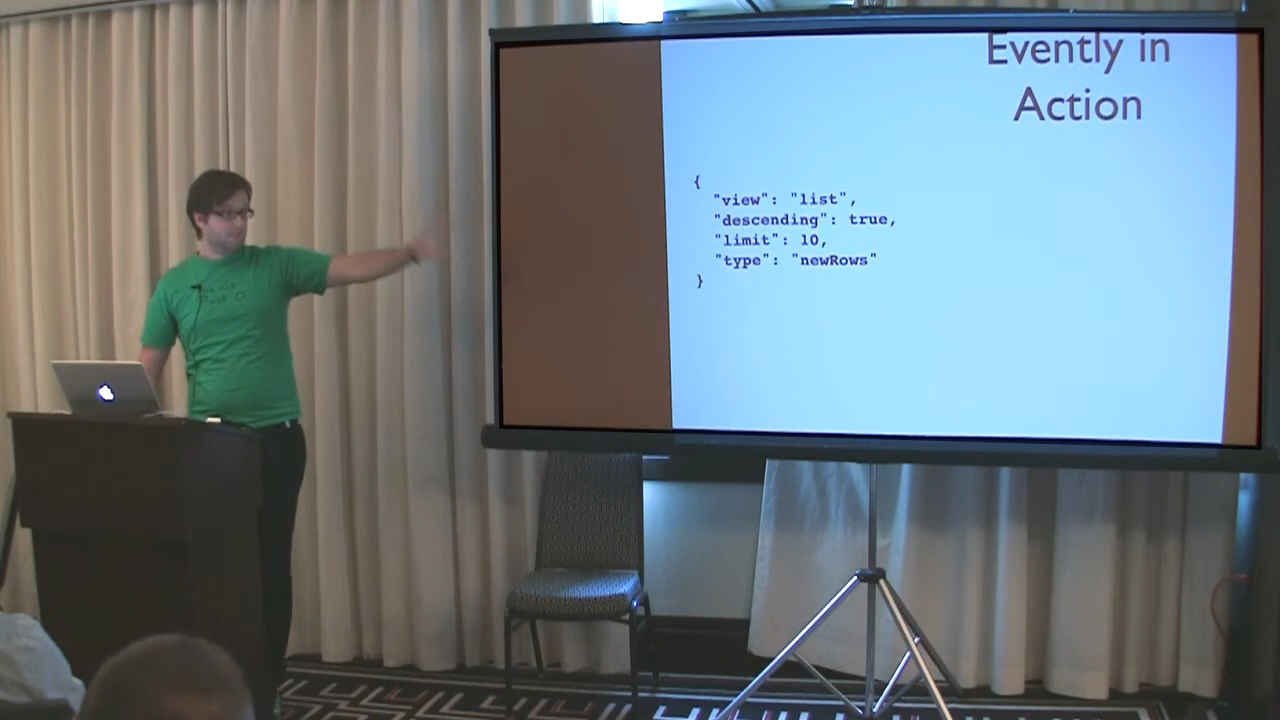 Evently in
Action
{
"view": "list",
"descending": true,
"limit": 10,
"type": "newRows"
}